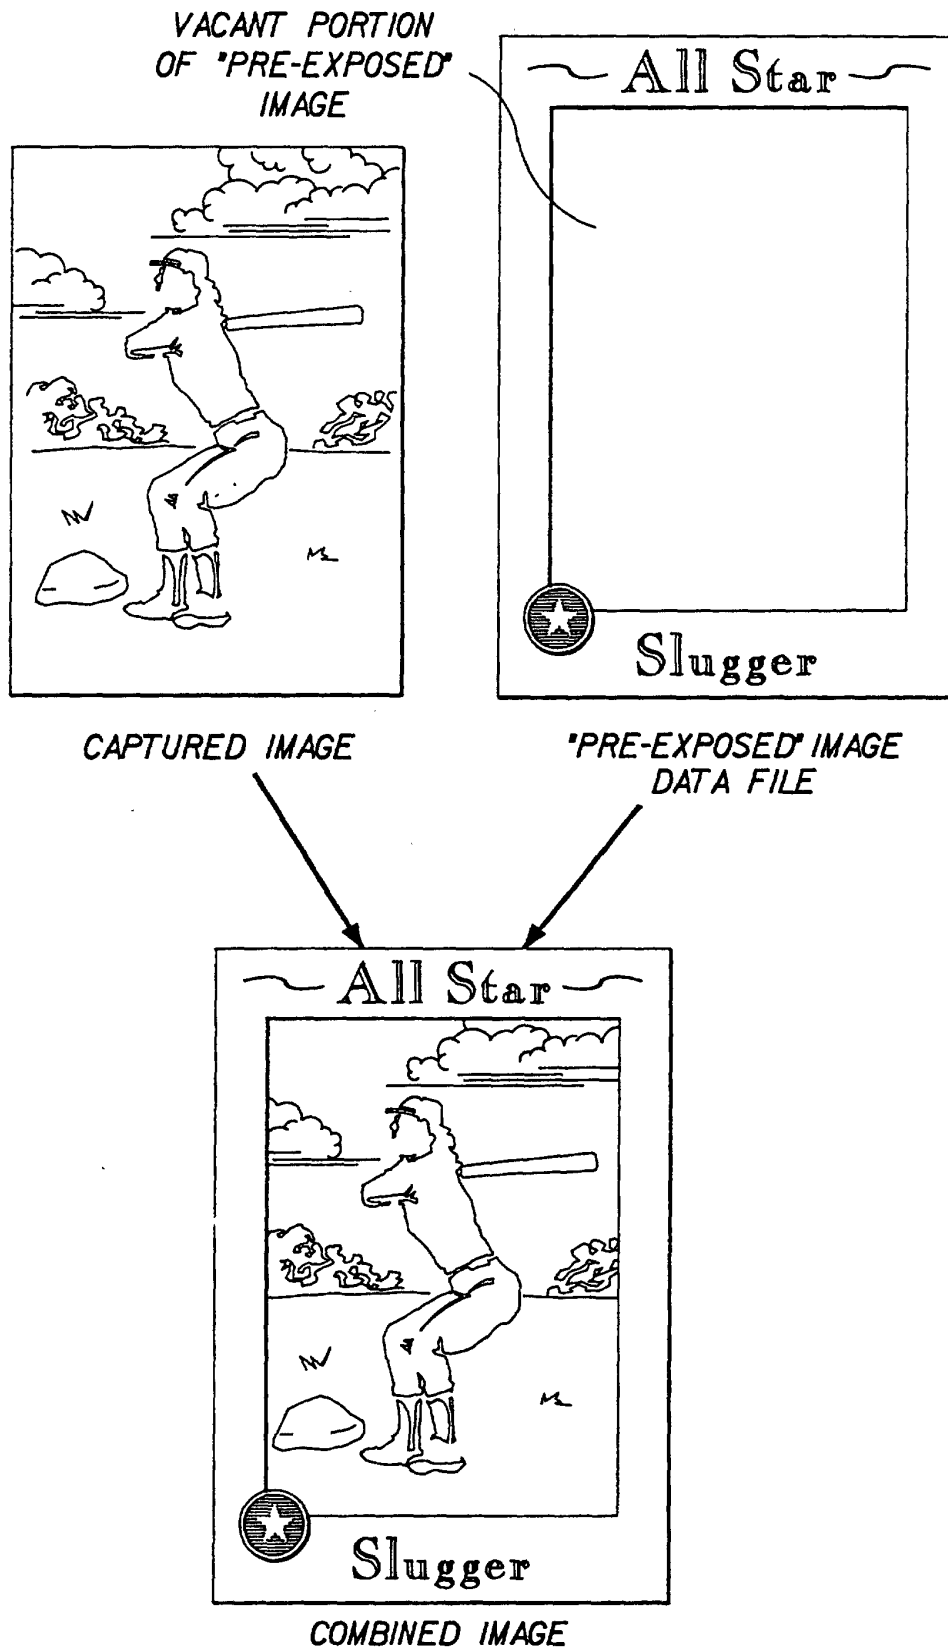 VACANT PORTION
OF "PRE-EXPOSED"
IMAGE
All Star
Slugger
CAPTURED IMAGE
"PRE-EXPOSED" IMAGE
DATA FILE
All Star
Slugger
COMBINED IMAGE